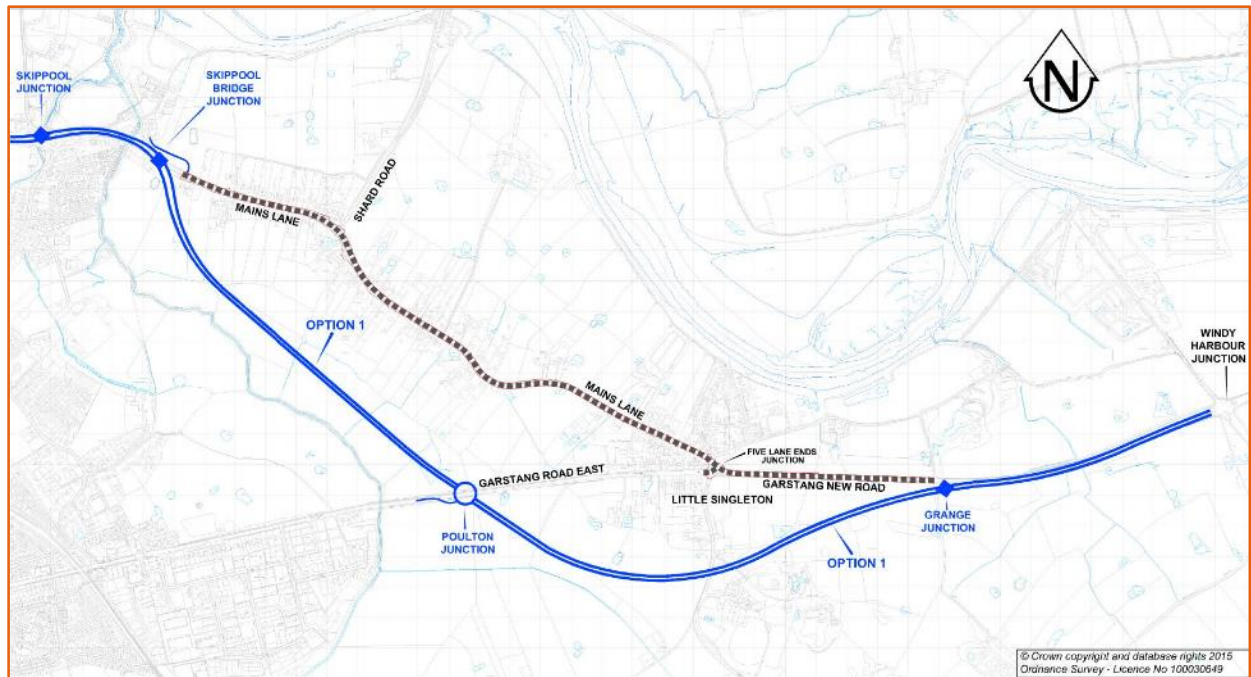 N
SKIPPOOL
JUNCTION
SKIPPOOL
BRIDGE
JUNCTION
SHARD ROAD
MAINS LANE
OPTION 1
WINDY
HARBOUR
JUNCTION
MAINS LANE
FIVE LANE ENDS
JUNCTION
GARSTANG ROAD EAST
GARSTANG NEW ROAD
LITTLE SINGLETON
POULTON
JUNCTION
GRANGE
JUNCTION
OPTION 1
© Crown copyright and database rights 2015
Ordnance Survey - Licence No 100030649